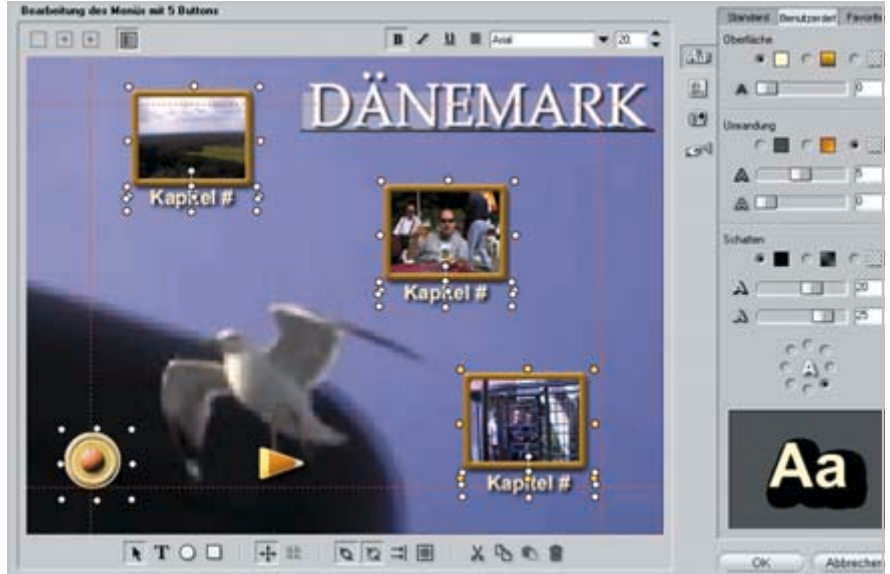 Bearbeitung des Menüs mit 5 Buttons
B U Arial 20
Standard Benutzerdef. Favoriten
Oberfläche
A 0
Umrandung
A 5
A 0
Schatten
A 20
A 25
A
Aa
OK Abbrechen
DÄNEMARK
Kapitel #
Kapitel #
Kapitel #
T